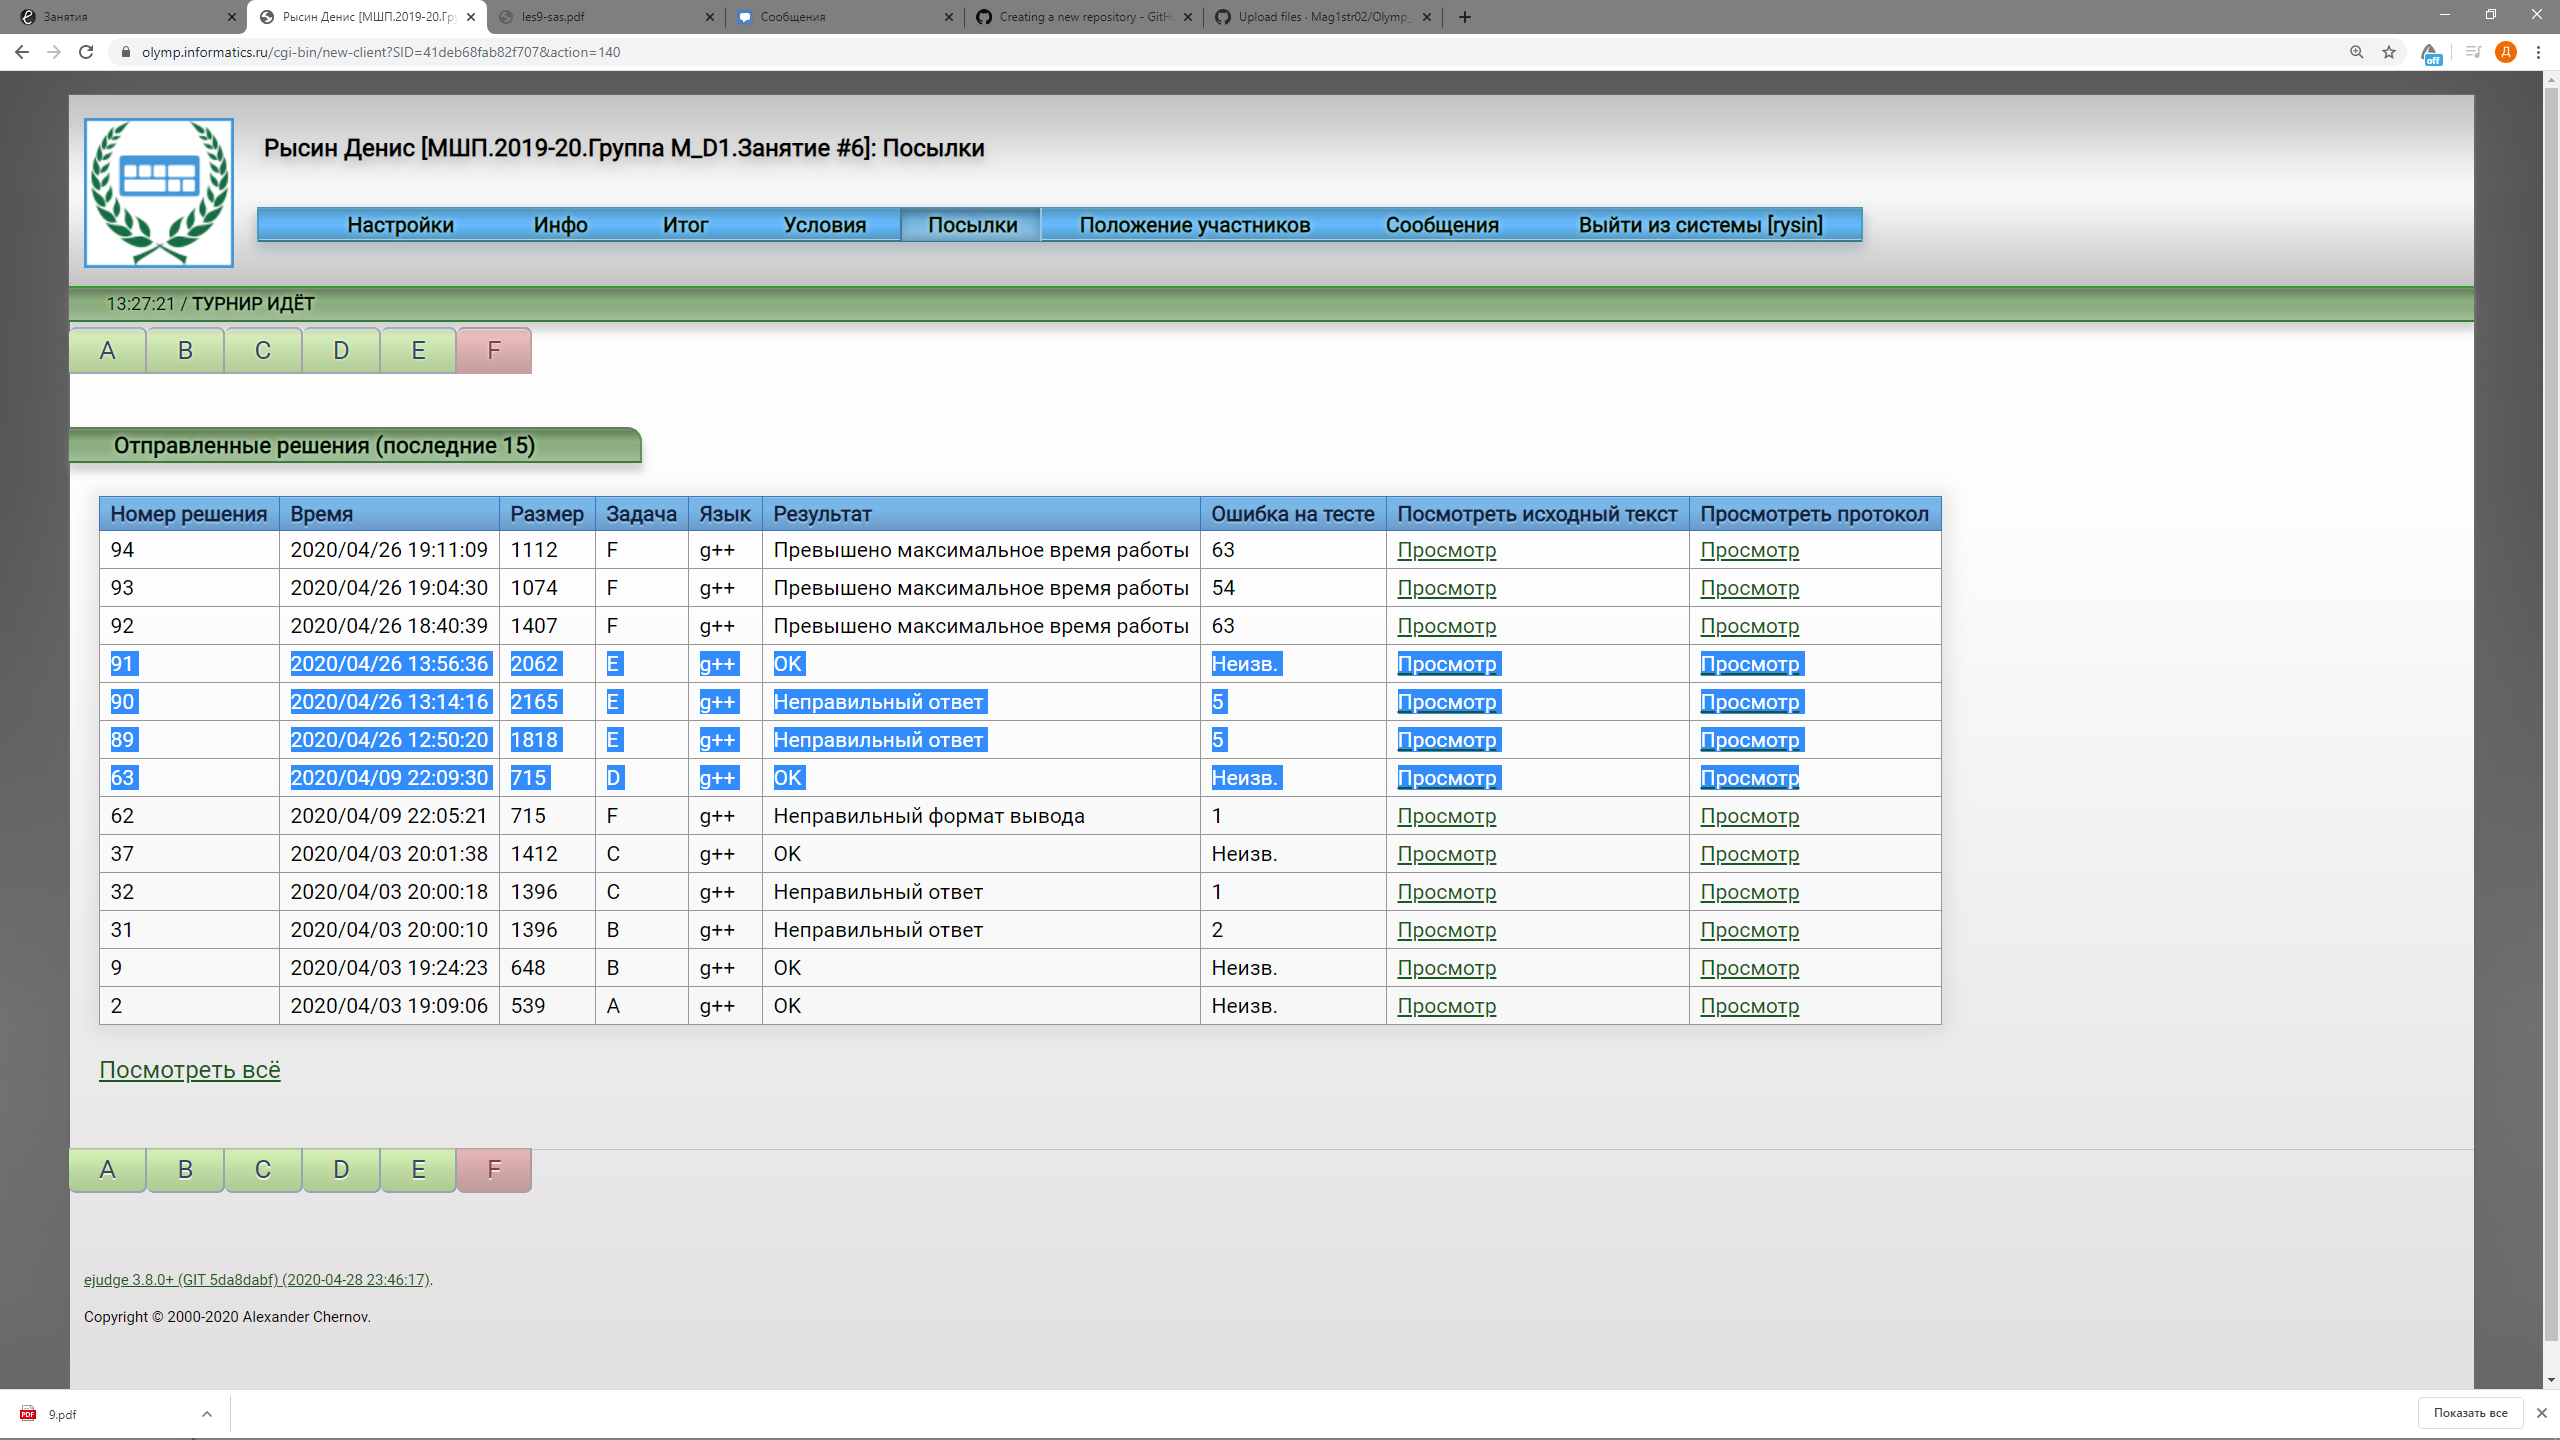 Занятия
Рысин Денис [МШП.2019-20.Гру
les9-sas.pdf
Сообщения
Creating a new repository - GitH
Upload files · Mag1str02/Olymp_
olymp.informatics.ru/cgi-bin/new-client?SID=41deb68fab82f707&action=140
off
Д
Рысин Денис [МШП.2019-20.Группа M_D1.Занятие #6]: Посылки
Настройки Инфо Итог Условия Посылки Положение участников Сообщения Выйти из системы [rysin]
13:27:21 / ТУРНИР ИДЁТ
A B C D E F
Отправленные решения (последние 15)
Номер решения Время Размер Задача Язык Результат Ошибка на тесте Посмотреть исходный текст Просмотреть протокол
94 2020/04/26 19:11:09 1112 F g++ Превышено максимальное время работы 63 Просмотр Просмотр
93 2020/04/26 19:04:30 1074 F g++ Превышено максимальное время работы 54 Просмотр Просмотр
92 2020/04/26 18:40:39 1407 F g++ Превышено максимальное время работы 63 Просмотр Просмотр
91 2020/04/26 13:56:36 2062 E g++ OK Неизв. Просмотр Просмотр
90 2020/04/26 13:14:16 2165 E g++ Неправильный ответ 5 Просмотр Просмотр
89 2020/04/26 12:50:20 1818 E g++ Неправильный ответ 5 Просмотр Просмотр
63 2020/04/09 22:09:30 715 D g++ OK Неизв. Просмотр Просмотр
62 2020/04/09 22:05:21 715 F g++ Неправильный формат вывода 1 Просмотр Просмотр
37 2020/04/03 20:01:38 1412 C g++ OK Неизв. Просмотр Просмотр
32 2020/04/03 20:00:18 1396 C g++ Неправильный ответ 1 Просмотр Просмотр
31 2020/04/03 20:00:10 1396 B g++ Неправильный ответ 2 Просмотр Просмотр
9 2020/04/03 19:24:23 648 B g++ OK Неизв. Просмотр Просмотр
2 2020/04/03 19:09:06 539 A g++ OK Неизв. Просмотр Просмотр
Посмотреть всё
A B C D E F
ejudge 3.8.0+ (GIT 5da8dabf) (2020-04-28 23:46:17).
Copyright © 2000-2020 Alexander Chernov.
PDF
9.pdf
Показать все